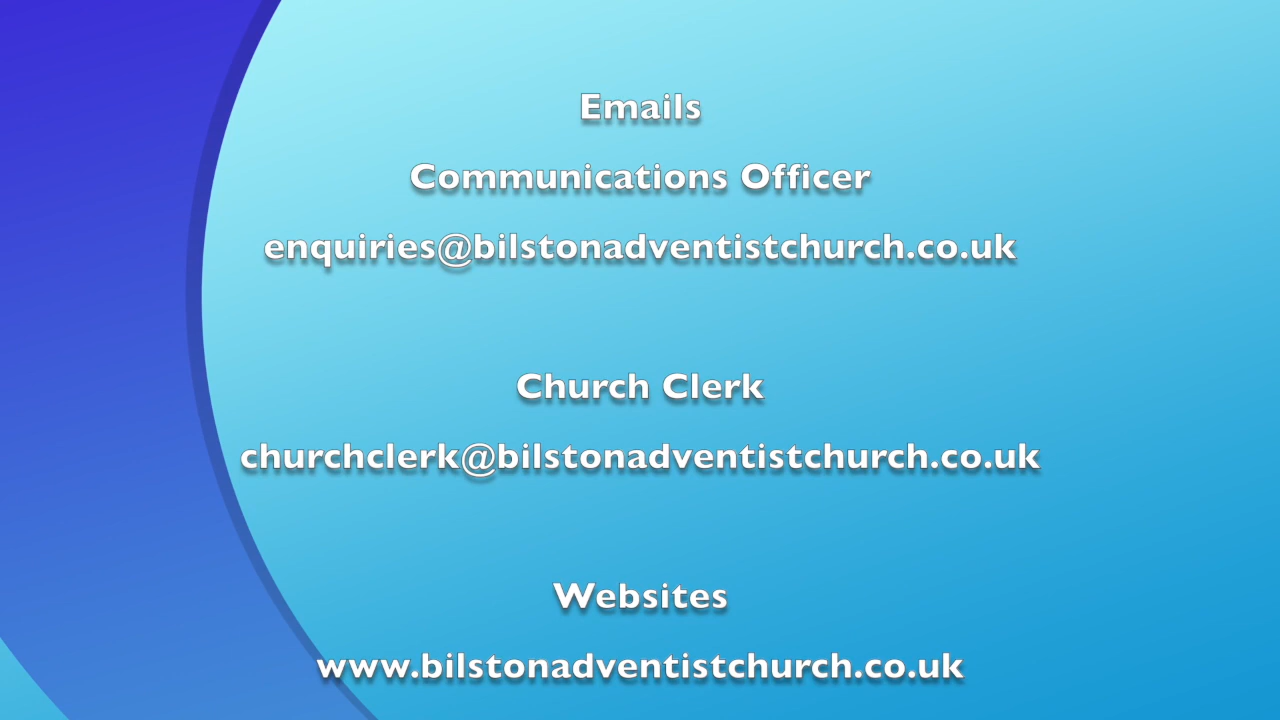 Emails
Communications Officer
enquiries@bilstonadventistchurch.co.uk
Church Clerk
churchclerk@bilstonadventistchurch.co.uk
Websites
www.bilstonadventistchurch.co.uk